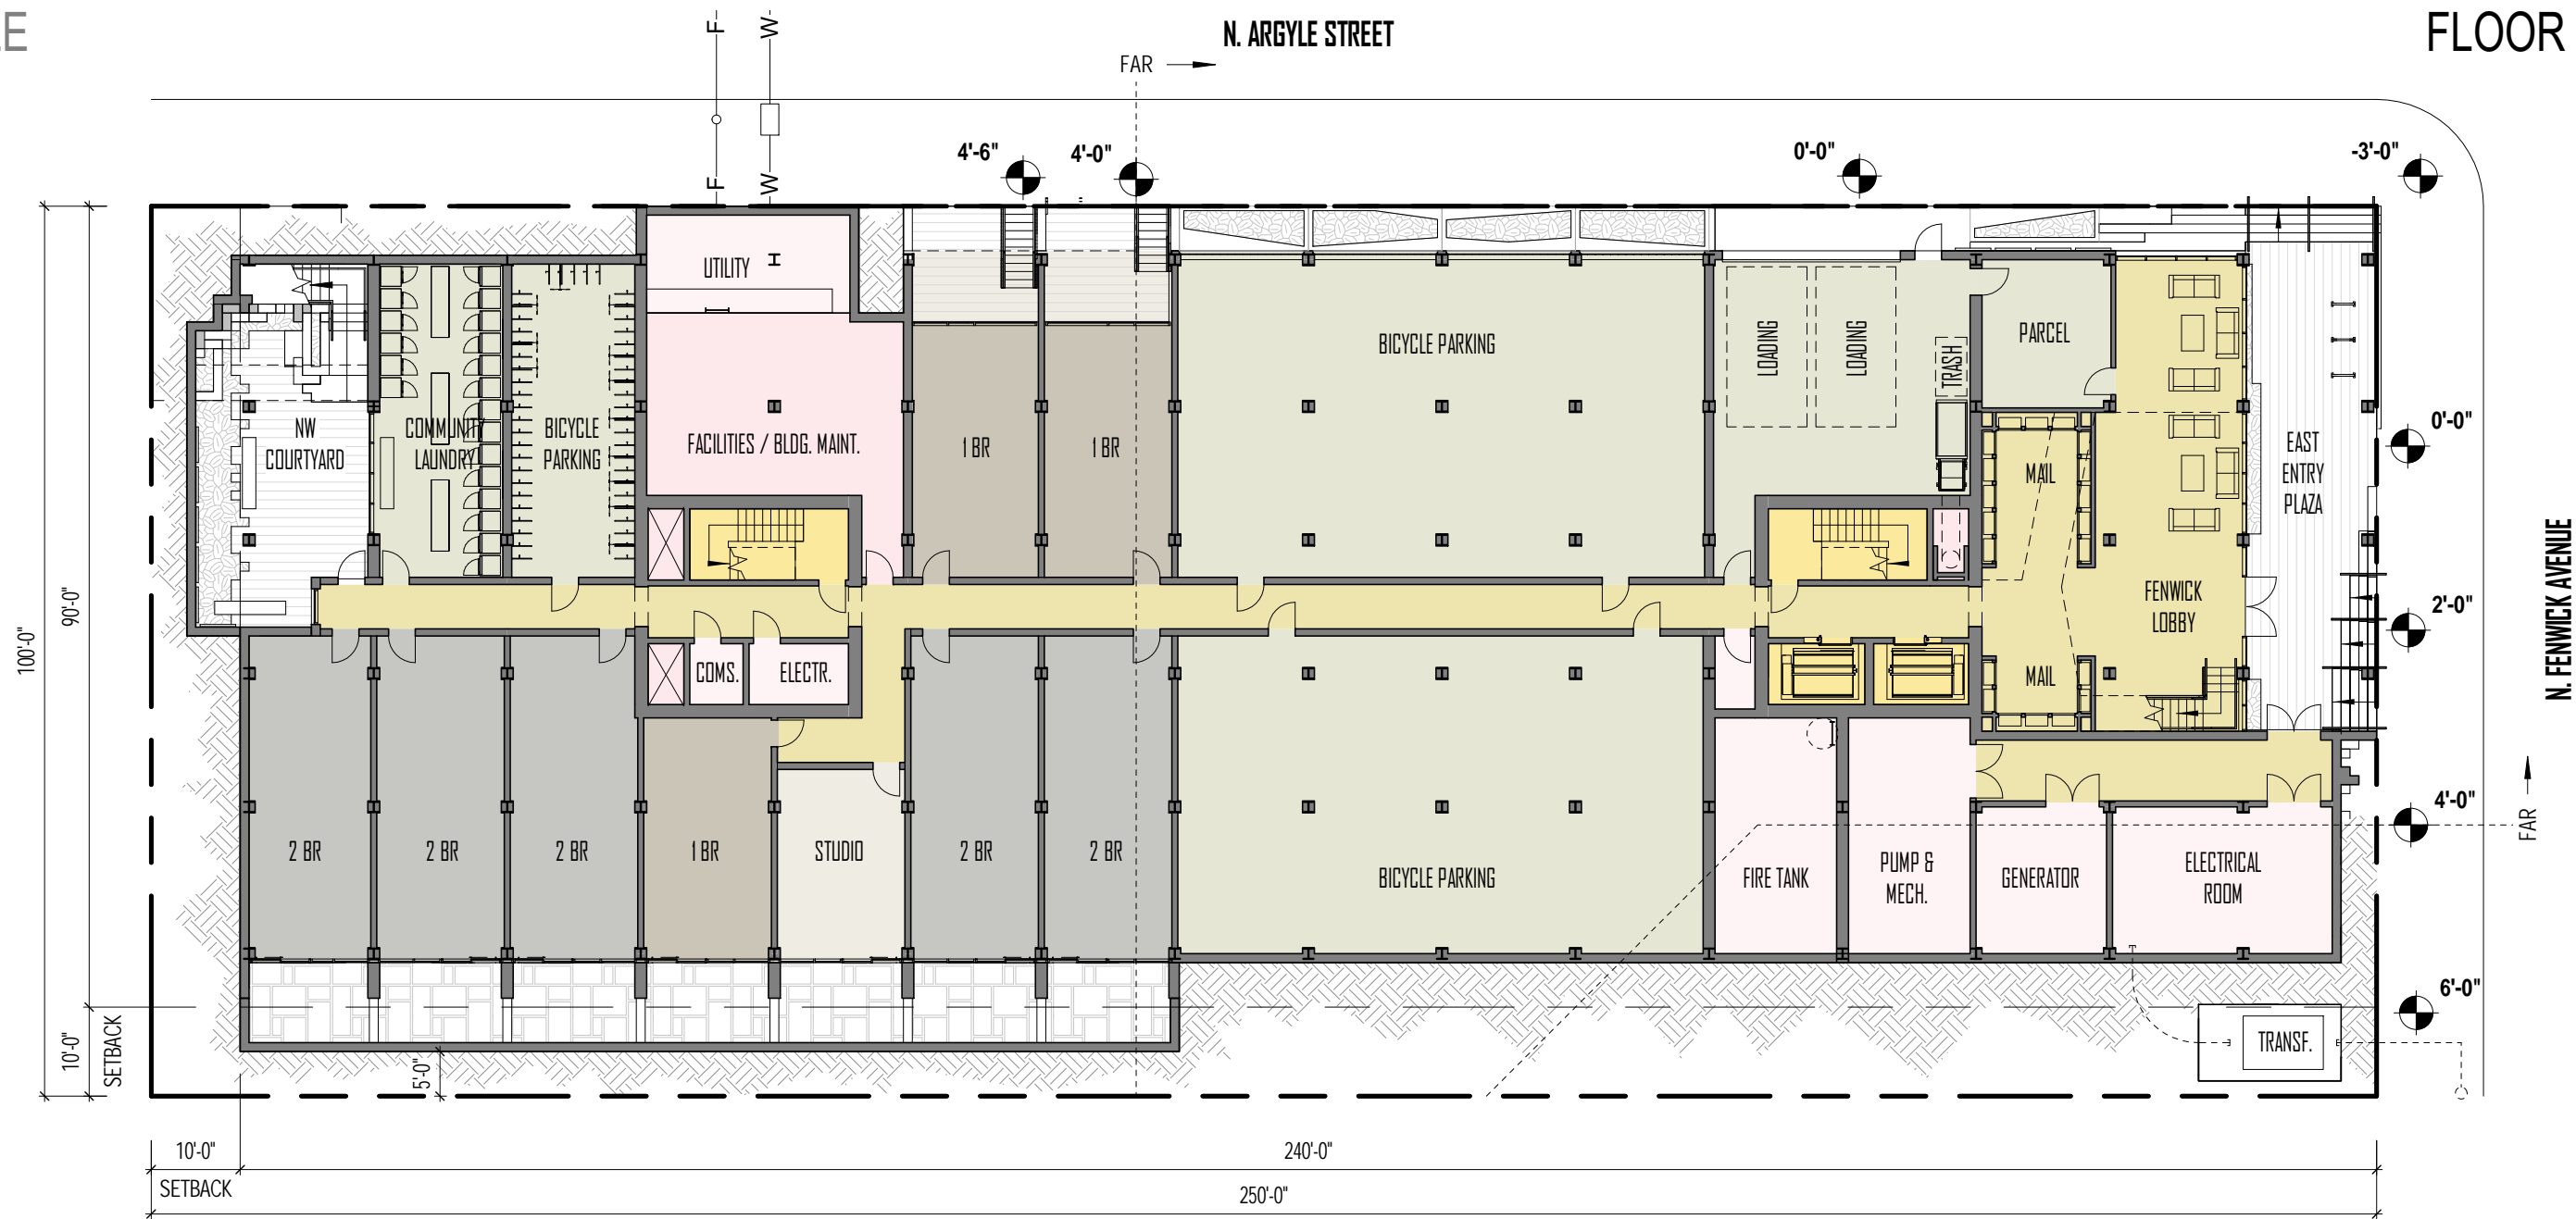 LE
N. ARGYLE STREET
FLOOR
F
W
FAR
F
W
4'-6"
4'-0"
0'-0"
-3'-0"
UTILITY
BICYCLE PARKING
LOADING
LOADING
TRASH
PARCEL
NW
COURTYARD
COMMUNITY
LAUNDRY
BICYCLE
PARKING
FACILITIES / BLDG. MAINT.
1 BR
1 BR
MAIL
EAST
ENTRY
PLAZA
0'-0"
N. FENWICK AVENUE
100'-0"
90'-0"
FENWICK
LOBBY
2'-0"
COMS.
ELECTR.
MAIL
4'-0"
FAR
2 BR
2 BR
2 BR
1 BR
STUDIO
2 BR
2 BR
BICYCLE PARKING
FIRE TANK
PUMP &
MECH.
GENERATOR
ELECTRICAL
ROOM
6'-0"
10'-0"
SETBACK
5'-0"
TRANSF.
10'-0"
SETBACK
240'-0"
250'-0"